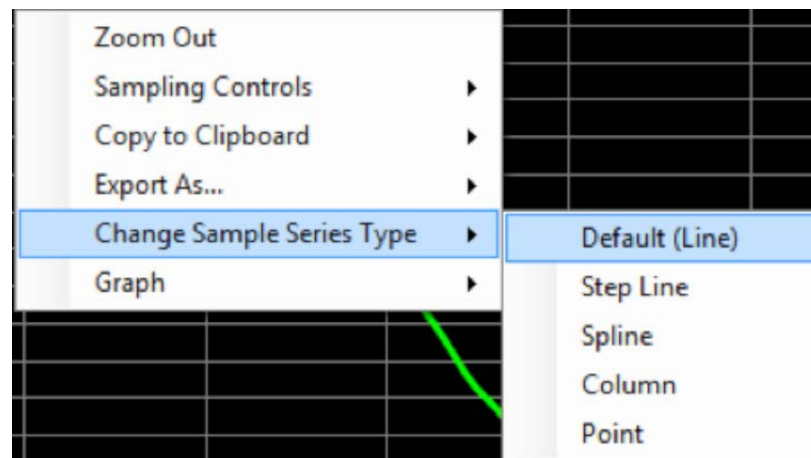 Zoom Out
Sampling Controls
Copy to Clipboard
Export As...
Change Sample Series Type
Graph
Default (Line)
Step Line
Spline
Column
Point